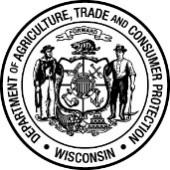 DEPARTMENT OF AGRICULTURE, TRADE AND CONSUMER PROTECTION
FORWARD
• WISCONSIN •